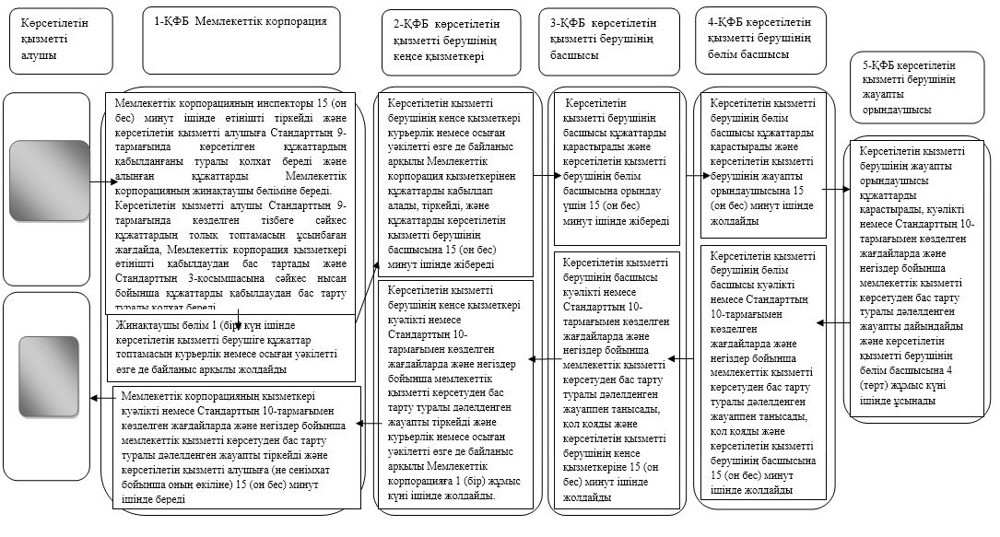 Көрсетілетін
қызметті
алушы
1-ҚФБ Мемлекеттік корпорация
2-ҚФБ көрсетілетін
қызметті берушінің
кеңсе қызметкері
3-ҚФБ көрсетілетін
қызметті берушінің
басшысы
4-ҚФБ көрсетілетін
қызметті берушінің
бөлім басшысы
5-ҚФБ көрсетілетін
қызметті берушінің
жауапты
орындаушысы
Мемлекеттік корпорацияның инспекторы 15 (он
бес) минут ішінде өтінішті тіркейді және
көрсетілетін қызметті алушыға Стандарттың 9-
тармағында көрсетілген құжаттардың
қабылданғаны туралы қолхат береді және
алынған құжаттарды Мемлекеттік
корпорацияның жинақтаушы бөліміне береді.
Көрсетілетін қызметті алушы Стандарттың 9-
тармағында көзделген тізбеге сәйкес
құжаттардың толық топтамасын ұсынбаған
жағдайда, Мемлекеттік корпорация қызметкері
өтінішті қабылдаудан бас тартады және
Стандарттың 3-қосымшасына сәйкес нысан
бойынша құжаттарды қабылдаудан бас тарту
туралы қолхат береді
Жинақтаушы бөлім 1 (бір) күн ішінде
көрсетілетін қызметті берушіге құжаттар
топтамасын курьерлік немесе осыған уәкілетті
өзге де байланыс арқылы жолдайды
Мемлекеттік корпорацияның қызметкері
куәлікті немесе Стандарттың 10-тармағымен
көзделген жағдайларда және негіздер бойынша
мемлекеттік қызметті көрсетуден бас тарту
туралы дәлелденген жауапты тіркейді және
көрсетілетін қызметті алушыға (не сенімхат
бойынша оның өкіліне) 15 (он бес) минут
ішінде береді
Көрсетілетін қызметті
берушінің кеңсе қызметкері
курьерлік немесе осыған
уәкілетті өзге де байланыс
арқылы Мемлекеттік
корпорация қызметкерінен
құжаттарды қабылдап
алады, тіркейді, және
құжаттарды көрсетілетін
қызметті берушінің
басшысына 15 (он бес)
минут ішінде жібереді
Көрсетілетін қызметті
берушінің кеңсе қызметкері
куәлікті немесе
Стандарттың 10-
тармағымен көзделген
жағдайларда және негіздер
бойынша мемлекеттік
қызметті көрсетуден бас
тарту туралы дәлелденген
жауапты тіркейді және
курьерлік немесе осыған
уәкілетті өзге де байланыс
арқылы Мемлекеттік
корпорацияға 1 (бір) жұмыс
күні ішінде жолдайды.
Көрсетілетін
қызметті берушінің
басшысы құжаттарды
қарастырады және
көрсетілетін қызметті
берушінің бөлім
басшысына орындау
үшін 15 (он бес)
минут ішінде жібереді
Көрсетілетін қызметті
берушінің басшысы
куәлікті немесе
Стандарттың 10-
тармағымен көзделген
жағдайларда және
негіздер бойынша
мемлекеттік қызметті
көрсетуден бас тарту
туралы дәлелденген
жауаппен танысады,
қол қояды және
көрсетілетін қызметті
берушінің кеңсе
қызметкеріне 15 (он
бес) минут ішінде
жолдайды
Көрсетілетін қызметті
берушінің бөлім
басшысы құжаттарды
қарастырады және
көрсетілетін қызметті
берушінің жауапты
орындаушысына 15
(он бес) минут ішінде
жолдайды
Көрсетілетін қызметті
берушінің бөлім
басшысы куәлікті
немесе Стандарттың
10-тармағымен
көзделген
жағдайларда және
негіздер бойынша
мемлекеттік қызметті
көрсетуден бас тарту
туралы дәлелденген
жауаппен танысады,
қол қояды және
көрсетілетін қызметті
берушінің басшысына
15 (он бес) минут
ішінде жолдайды
Көрсетілетін қызметті
берушінің жауапты
орындаушысы
құжаттарды
қарастырады, куәлікті
немесе Стандарттың 10-
тармағымен көзделген
жағдайларда және
негіздер бойынша
мемлекеттік қызметті
көрсетуден бас тарту
туралы дәлелденген
жауапты дайындайды
және көрсетілетін
қызметті берушінің
бөлім басшысына 4
(төрт) жұмыс күні
ішінде ұсынады